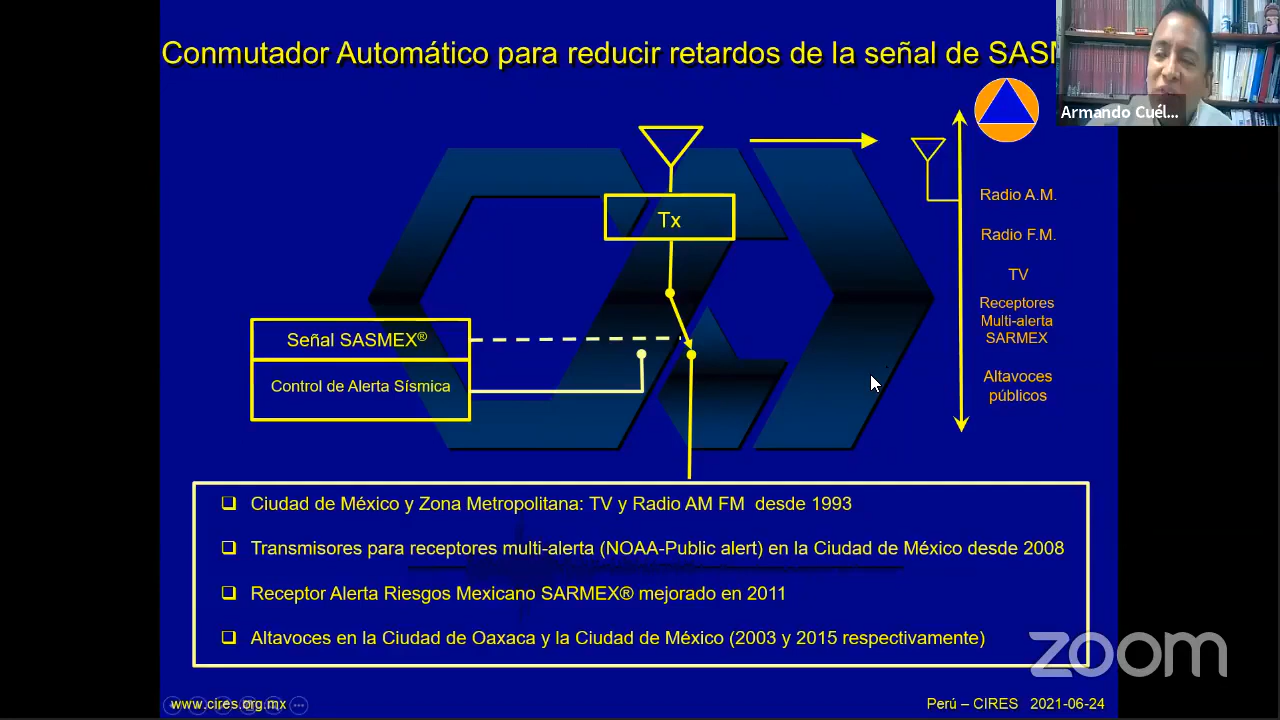 Conmutador Automático para reducir retardos de la señal de SASM
Armando Cuél...
Tx
Radio A.M.
Radio F.M.
TV
Receptores
Multi-alerta
SARMEX
Altavoces
públicos
Señal SASMEX®
Control de Alerta Sísmica
❑ Ciudad de México y Zona Metropolitana: TV y Radio AM FM desde 1993
❑ Transmisores para receptores multi-alerta (NOAA-Public alert) en la Ciudad de México desde 2008
❑ Receptor Alerta Riesgos Mexicano SARMEX® mejorado en 2011
❑ Altavoces en la Ciudad de Oaxaca y la Ciudad de México (2003 y 2015 respectivamente)
zoom
www.cires.org.mx
Perú – CIRES 2021-06-24